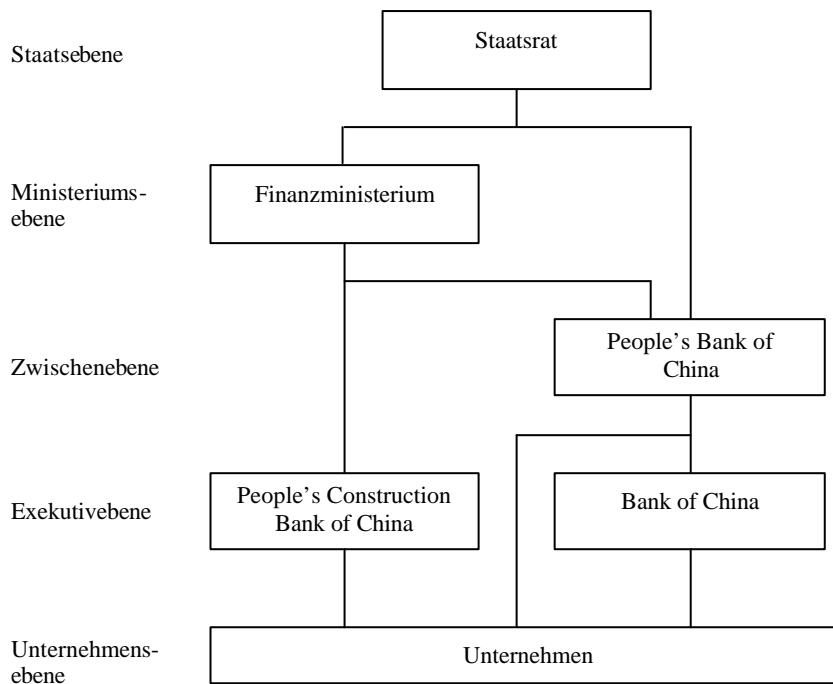 Staatsebene
Staatsrat
Ministeriums-
ebene
Finanzministerium
Zwischenebene
People's Bank of
China
Exekutivebene
People's Construction
Bank of China
Bank of China
Unternehmens-
ebene
Unternehmen